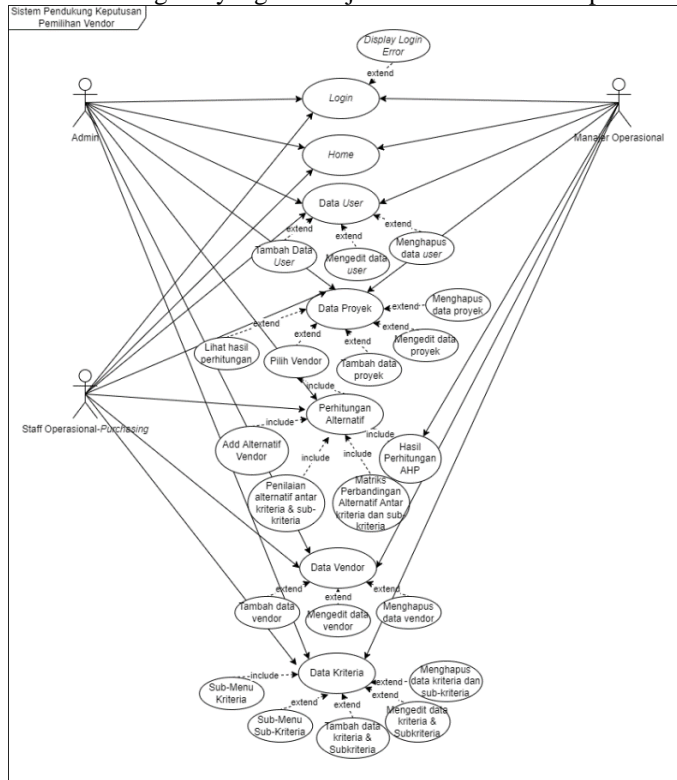 Sistem Pendukung Keputusan
Pemilihan Vendor
Display Login
Error
extend
Login
Admin
Manajer Operasional
Home
Data User
extend
extend
extend
Tambah Data
User
Mengedit data
user
Menghapus
data user
Data Proyek
extend
Menghapus
data proyek
extend
extend
extend
extend
Lihat hasil
perhitungan
Pilih Vendor
Tambah data
proyek
Mengedit data
proyek
include
Perhitungan
Alternatif
Staff Operasional-Purchasing
include
include
Add Alternatif
Vendor
Hasil
Perhitungan
AHP
include
include
Penilaian
alternatif antar
kriteria & sub-
kriteria
Matriks
Perbandingan
Alternatif Antar
kriteria dan sub-
kriteria
Data Vendor
extend
extend
extend
Tambah data
vendor
Mengedit data
vendor
Menghapus
data vendor
Data Kriteria
include
Sub-Menu
Kriteria
extend
Menghapus
data kriteria dan
sub-kriteria
extend
extend
extend
Sub-Menu
Sub-Kriteria
Tambah data
kriteria &
Subkriteria
Mengedit data
kriteria &
Subkriteria